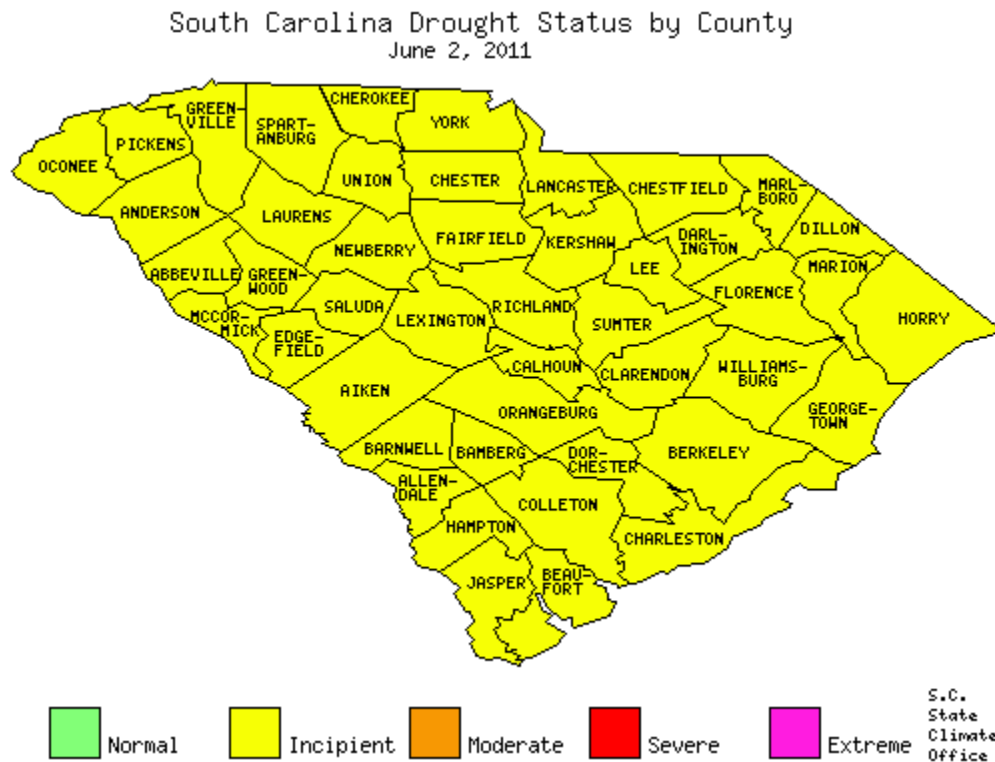 South Carolina Drought Status by County
June 2, 2011
CHEROKEE
GREEN-
VILLE
SPART-
ANBURG
YORK
PICKENS
OCONEE
UNION
CHESTER
LANCASTER
CHESTFIELD
MARL-
BORO
ANDERSON
LAURENS
DILLON
FAIRFIELD
KERSHAW
DARL-
INGTON
NEWBERRY
ABBEVILLE
GREEN-
WOOD
LEE
MARION
FLORENCE
SALUDA
RICHLAND
MCCOR-
MICK
LEXINGTON
SUMTER
HORRY
EDGE-
FIELD
CALHOUN
CLARENDON
WILLIAMS-
BURG
AIKEN
ORANGEBURG
GEORGE-
TOWN
BARNWELL
BAMBERG
DOR-
CHESTER
BERKELEY
ALLEN-
DALE
COLLETON
HAMPTON
CHARLESTON
JASPER
BEAU-
FORT
Normal
Incipient
Moderate
Severe
Extreme
S.C.
State
Climate
Office